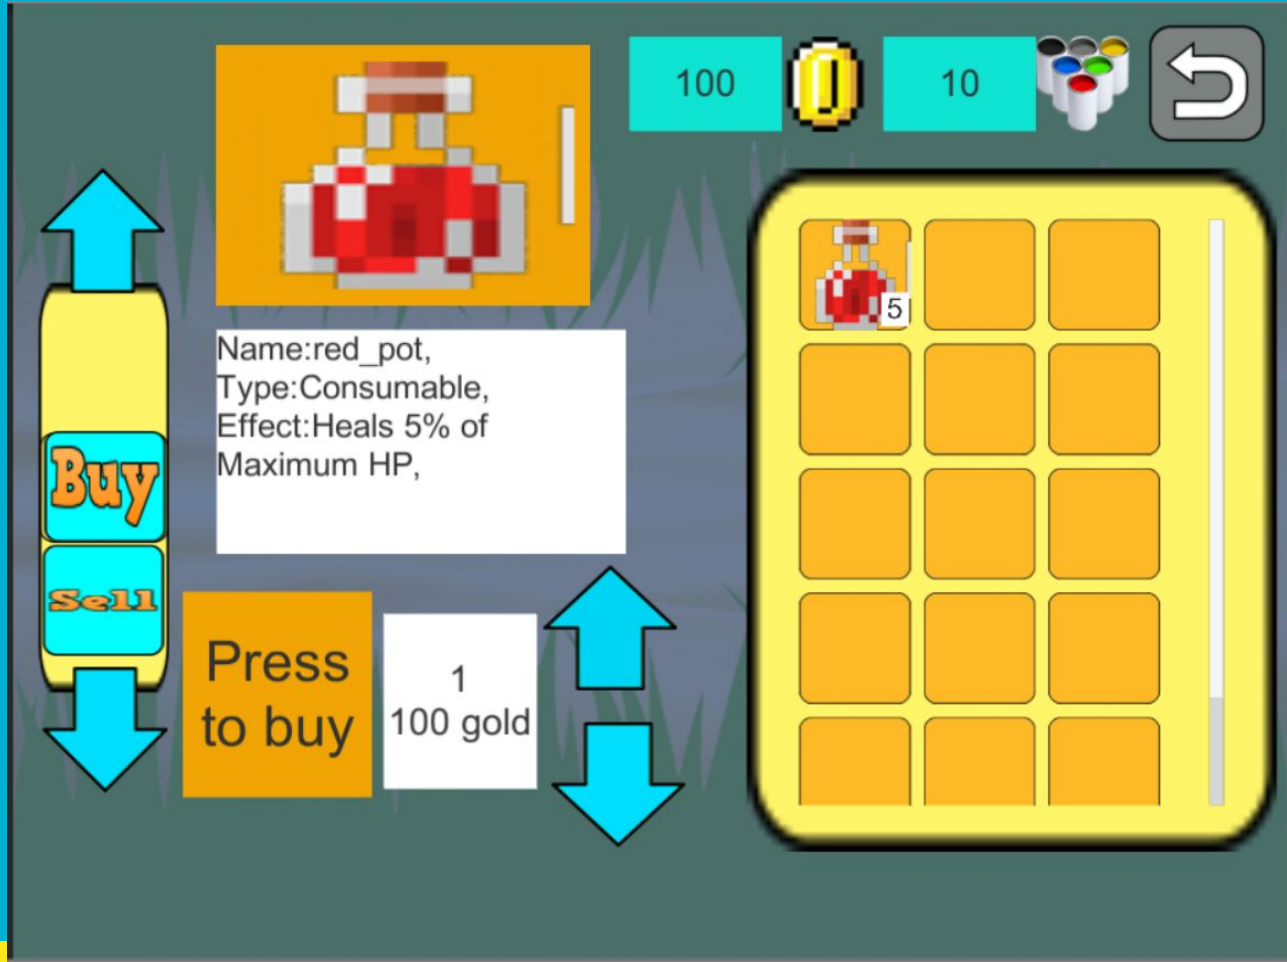 100
10
Name:red_pot,
Type:Consumable,
Effect:Heals 5% of
Maximum HP,
5
Buy
Sell
Press
to buy
1
100 gold